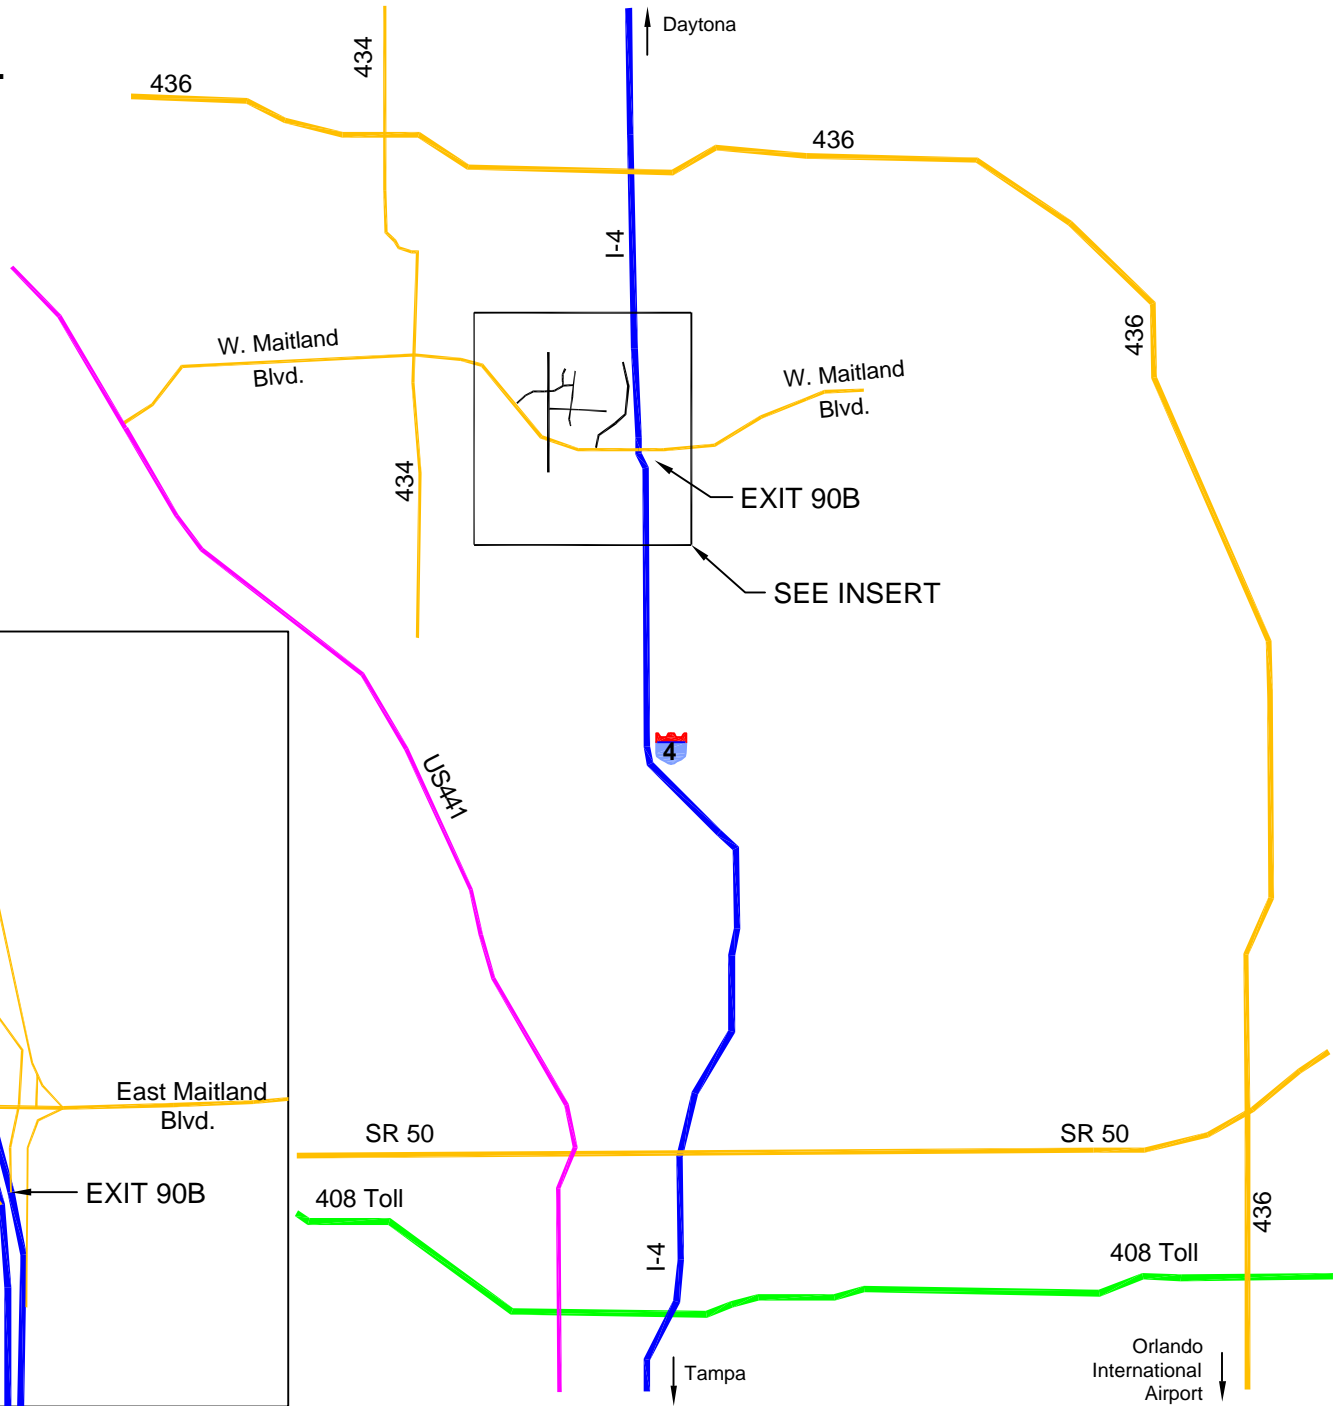 Daytona
434
436
436
I-4
436
W. Maitland
Blvd.
W. Maitland
Blvd.
434
EXIT 90B
SEE INSERT
4
US441
East Maitland
Blvd.
SR 50
SR 50
EXIT 90B
408 Toll
436
I-4
408 Toll
Orlando
International
Airport
Tampa